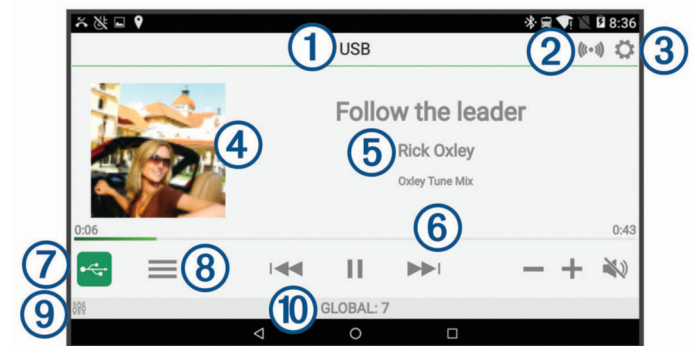 8:36
1 USB 2 3
4
Follow the leader
5 Rick Oxley
Oxley Tune Mix
6
0:06 0:43
7 8
9 10 GLOBAL: 7